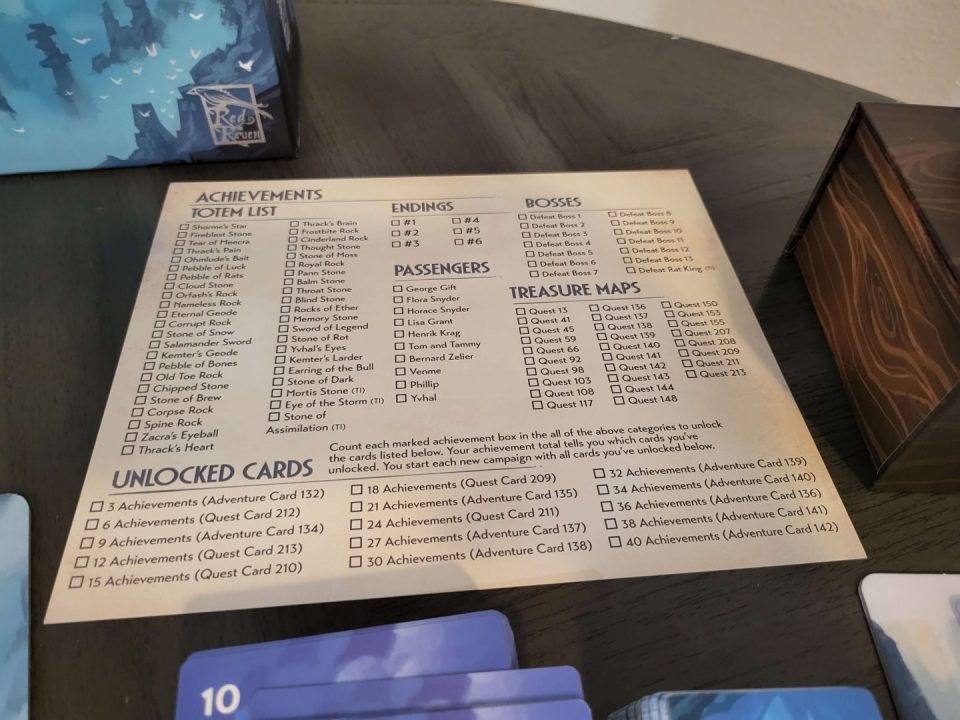 Red
Raven
ACHIEVEMENTS
TOTEM LIST
Shorme's Star
Fireblast Stone
Tear of Meecra
Thrack's Pain
Ohmlude's Bait
Pebble of Luck
Pebble of Rats
Cloud Stone
Orfash's Rock
Nameless Rock
Eternal Geode
Corrupt Rock
Stone of Snow
Salamander Sword
Kemter's Geode
Pebble of Bones
Old Toe Rock
Chipped Stone
Stone of Brew
Corpse Rock
Spine Rock
Zacra's Eyeball
Thrack's Heart
Thrack's Brain
Frostbite Rock
Cinderland Rock
Thought Stone
Stone of Moss
Royal Rock
Pann Stone
Balm Stone
Throat Stone
Blind Stone
Rocks of Ether
Memory Stone
Sword of Legend
Stone of Rot
Yvhal's Eyes
Kemter's Larder
Earring of the Bull
Stone of Dark
Mortis Stone (TI)
Eye of the Storm (TI)
Stone of
Assimilation (TI)
ENDINGS
#1
#2
#3
#4
#5
#6
PASSENGERS
George Gift
Flora Snyder
Horace Snyder
Lisa Grant
Henrik Krag
Tom and Tammy
Bernard Zelier
Venme
Phillip
Yvhal
BOSSES
Defeat Boss 1
Defeat Boss 2
Defeat Boss 3
Defeat Boss 4
Defeat Boss 5
Defeat Boss 6
Defeat Boss 7
Defeat Boss 8
Defeat Boss 9
Defeat Boss 10
Defeat Boss 11
Defeat Boss 12
Defeat Boss 13
Defeat Rat King (TI)
TREASURE MAPS
Quest 13
Quest 41
Quest 45
Quest 59
Quest 66
Quest 92
Quest 98
Quest 103
Quest 108
Quest 117
Quest 136
Quest 137
Quest 138
Quest 139
Quest 140
Quest 141
Quest 142
Quest 143
Quest 144
Quest 148
Quest 150
Quest 153
Quest 155
Quest 207
Quest 208
Quest 209
Quest 211
Quest 213
Count each marked achievement box in the all of the above categories to unlock
the cards listed below. Your achievement total tells you which cards you've
unlocked. You start each new campaign with all cards you've unlocked below.
UNLOCKED CARDS
3 Achievements (Adventure Card 132)
6 Achievements (Quest Card 212)
9 Achievements (Adventure Card 134)
12 Achievements (Quest Card 213)
15 Achievements (Quest Card 210)
18 Achievements (Quest Card 209)
21 Achievements (Adventure Card 135)
24 Achievements (Quest Card 211)
27 Achievements (Adventure Card 137)
30 Achievements (Adventure Card 138)
32 Achievements (Adventure Card 139)
34 Achievements (Adventure Card 140)
36 Achievements (Adventure Card 136)
38 Achievements (Adventure Card 141)
40 Achievements (Adventure Card 142)
10